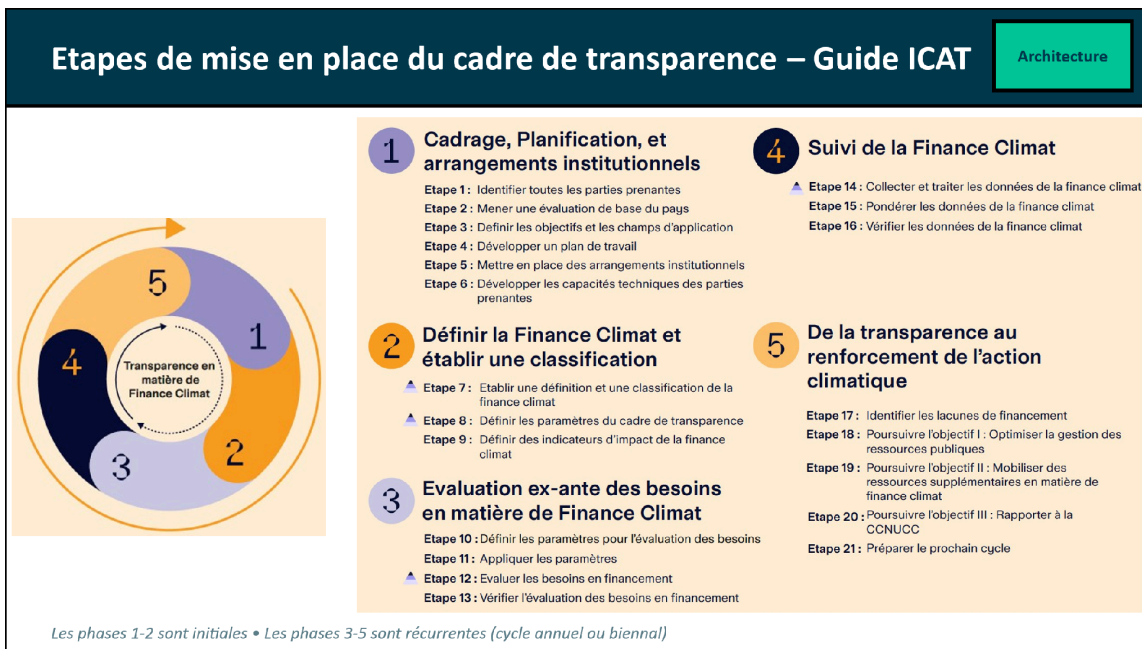 Etapes de mise en place du cadre de transparence – Guide ICAT
Architecture
5
1
4
2
3
Transparence en
matière de
Finance Climat
1
Cadrage, Planification, et
arrangements institutionnels
Etape 1 : Identifier toutes les parties prenantes
Etape 2 : Mener une évaluation de base du pays
Etape 3 : Definir les objectifs et les champs d'application
Etape 4 : Développer un plan de travail
Etape 5 : Mettre en place des arrangements institutionnels
Etape 6 : Développer les capacités techniques des parties
prenantes
2
Définir la Finance Climat et
établir une classification
Etape 7 : Etablir une définition et une classification de la
finance climat
Etape 8 : Définir les paramètres du cadre de transparence
Etape 9 : Définir des indicateurs d'impact de la finance
climat
3
Evaluation ex-ante des besoins
en matière de Finance Climat
Etape 10 : Définir les paramètres pour l'évaluation des besoins
Etape 11 : Appliquer les paramètres
Etape 12 : Evaluer les besoins en financement
Etape 13 : Vérifier l'évaluation des besoins en financement
4
Suivi de la Finance Climat
Etape 14 : Collecter et traiter les données de la finance climat
Etape 15 : Pondérer les données de la finance climat
Etape 16 : Vérifier les données de la finance climat
5
De la transparence au
renforcement de l'action
climatique
Etape 17 : Identifier les lacunes de financement
Etape 18 : Poursuivre l'objectif I : Optimiser la gestion des
ressources publiques
Etape 19 : Poursuivre l'objectif II : Mobiliser des
ressources supplémentaires en matière de
finance climat
Etape 20 : Poursuivre l'objectif III : Rapporter à la
CCNUCC
Etape 21 : Préparer le prochain cycle
Les phases 1-2 sont initiales • Les phases 3-5 sont récurrentes (cycle annuel ou biennal)